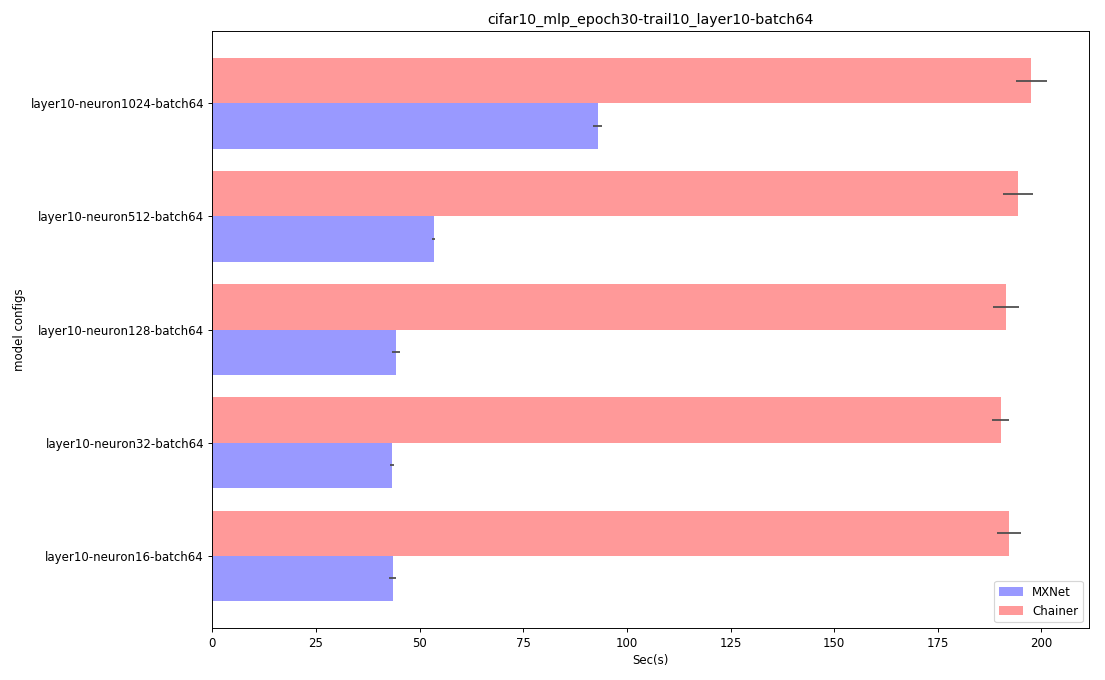 cifar10_mlp_epoch30-trail10_layer10-batch64
model configs
layer10-neuron1024-batch64
layer10-neuron512-batch64
layer10-neuron128-batch64
layer10-neuron32-batch64
layer10-neuron16-batch64
MXNet
Chainer
0 25 50 75 100 125 150 175 200
Sec(s)